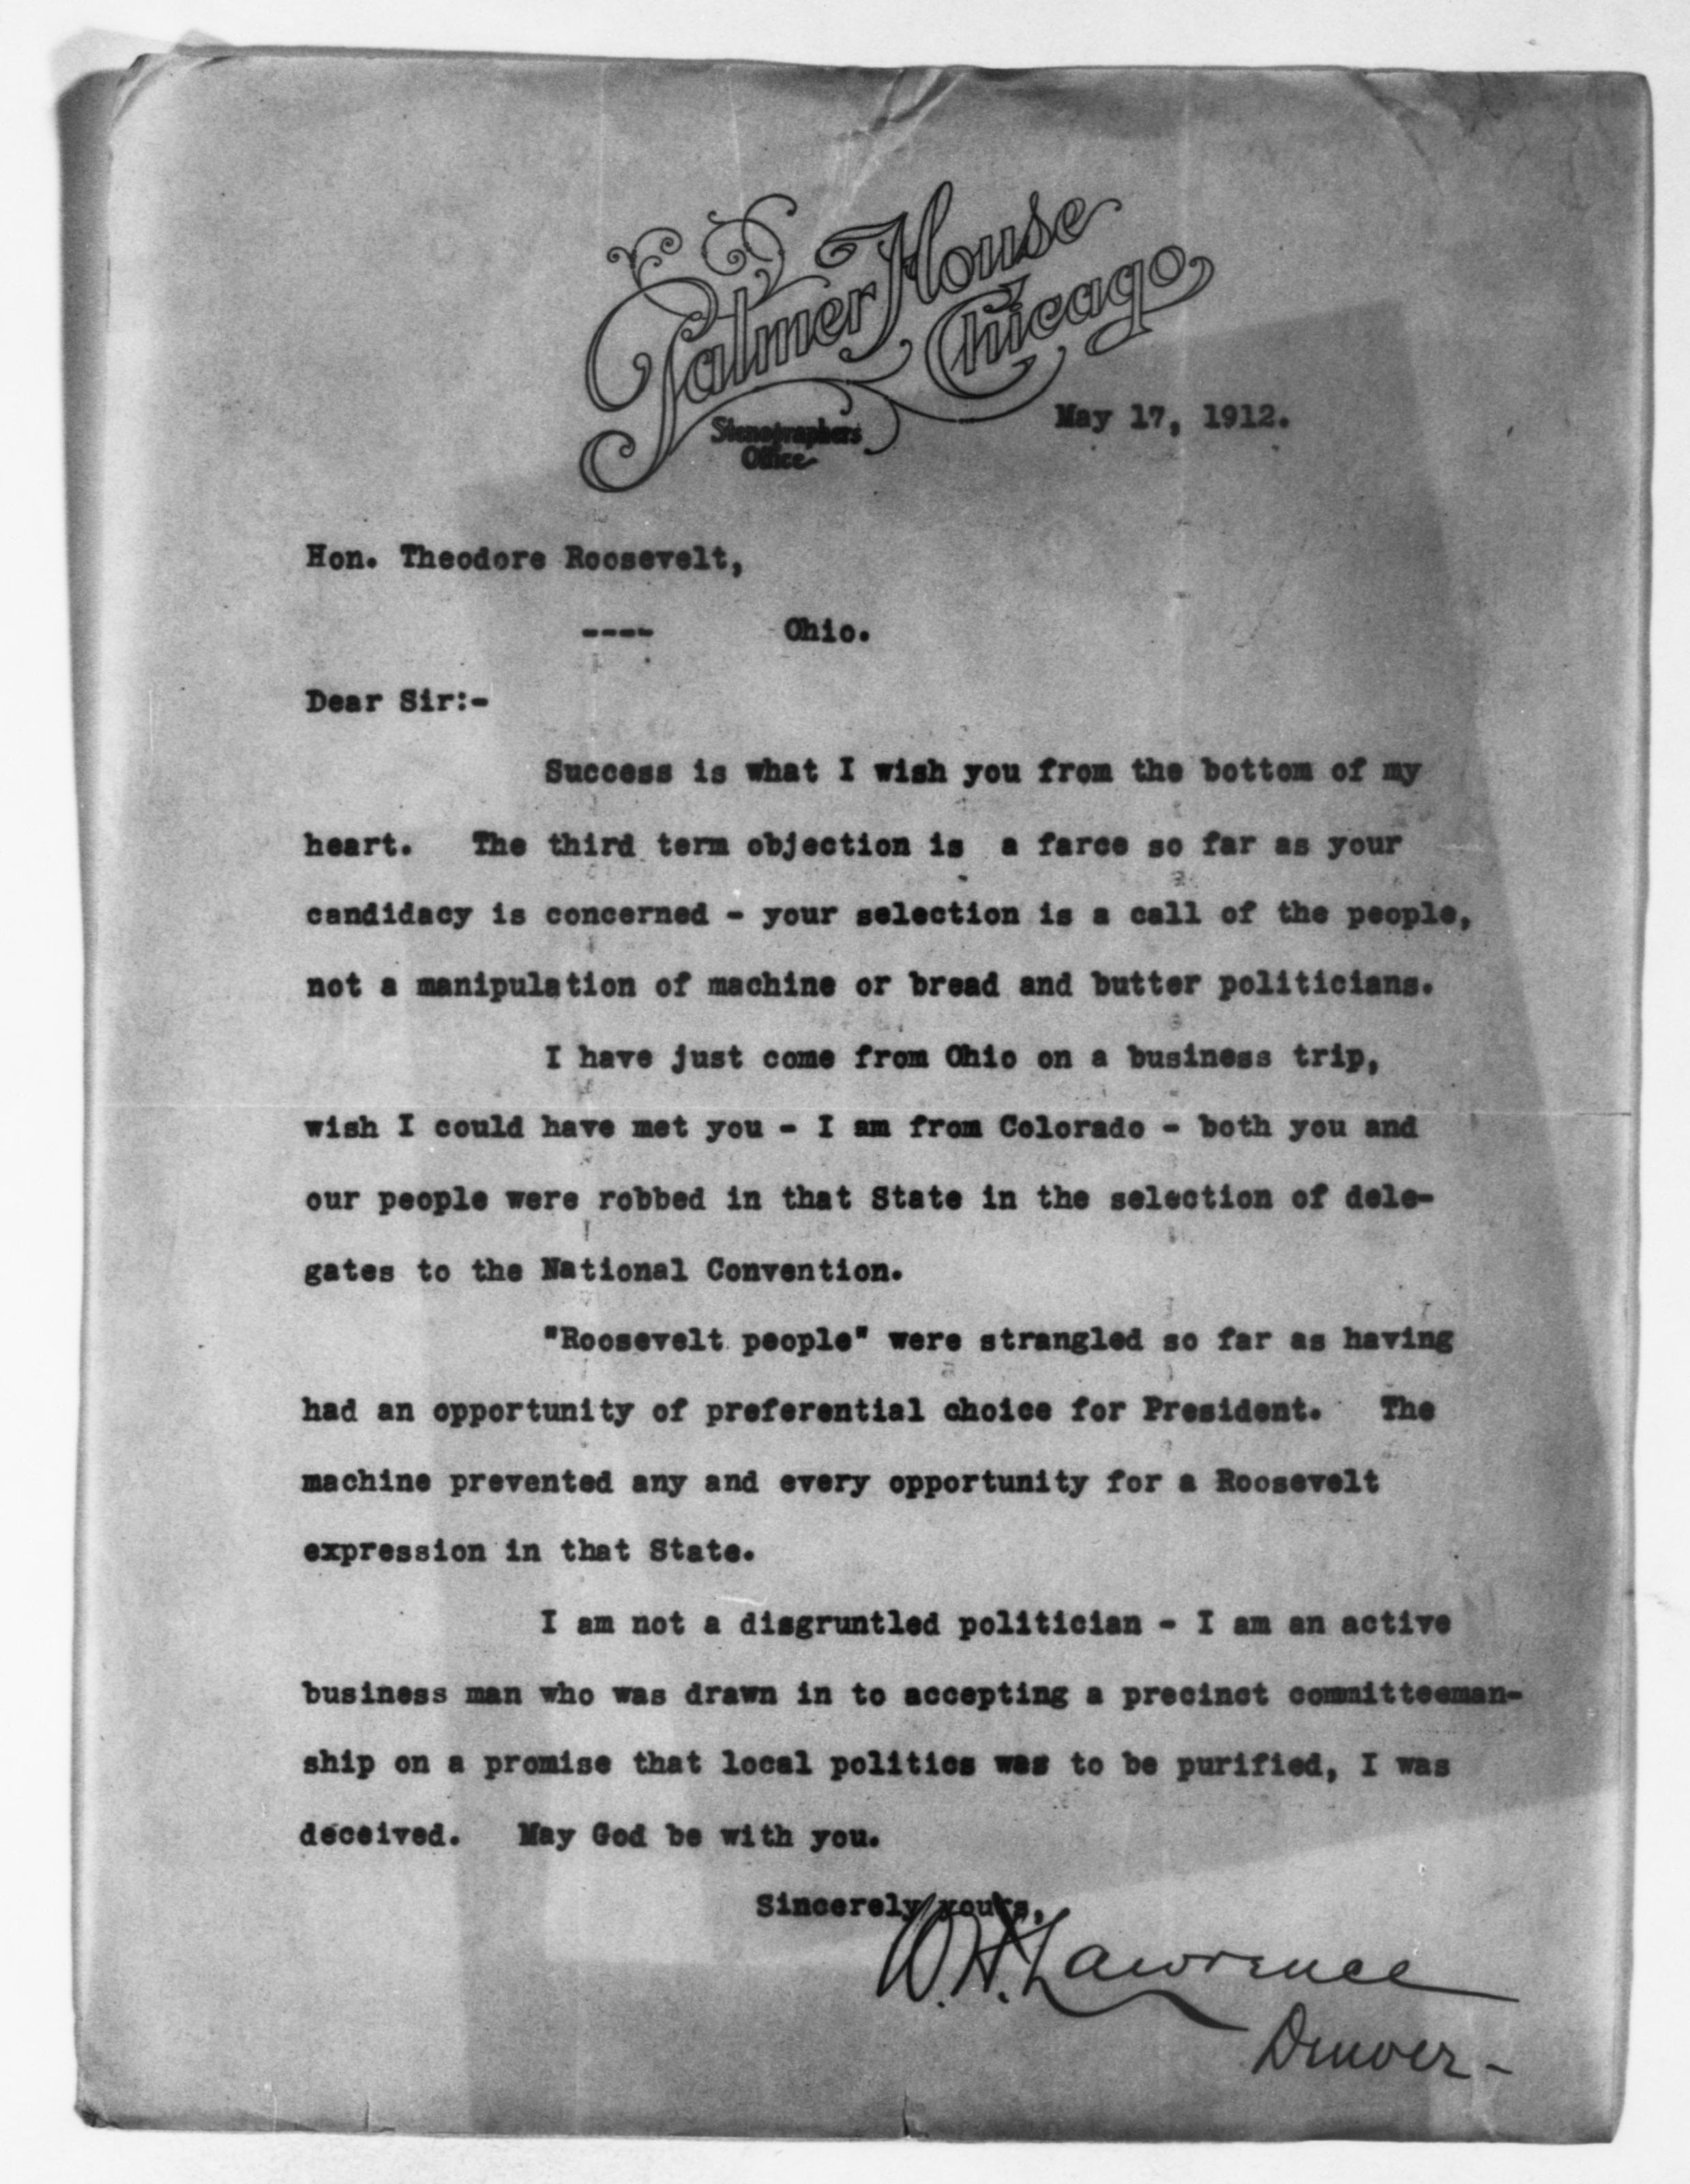 Palmer House
Chicago
Stenographers
Office
May 17, 1912.
Hon. Theodore Roosevelt,
---- Ohio.
Dear Sir:-
Success is what I wish you from the bottom of my
heart. The third term objection is a farce so far as your
candidacy is concerned - your selection is a call of the people,
not a manipulation of machine or bread and butter politicians.
I have just come from Ohio on a business trip,
wish I could have met you - I am from Colorado - both you and
our people were robbed in that State in the selection of dele-
gates to the National Convention.
"Roosevelt people" were strangled so far as having
had an opportunity of preferential choice for President. The
machine prevented any and every opportunity for a Roosevelt
expression in that State.
I am not a disgruntled politician - I am an active
business man who was drawn in to accepting a precinct committeeman-
ship on a promise that local politics was to be purified, I was
deceived. May God be with you.
Sincerely yours,
W. H. Lawrence
Denver-